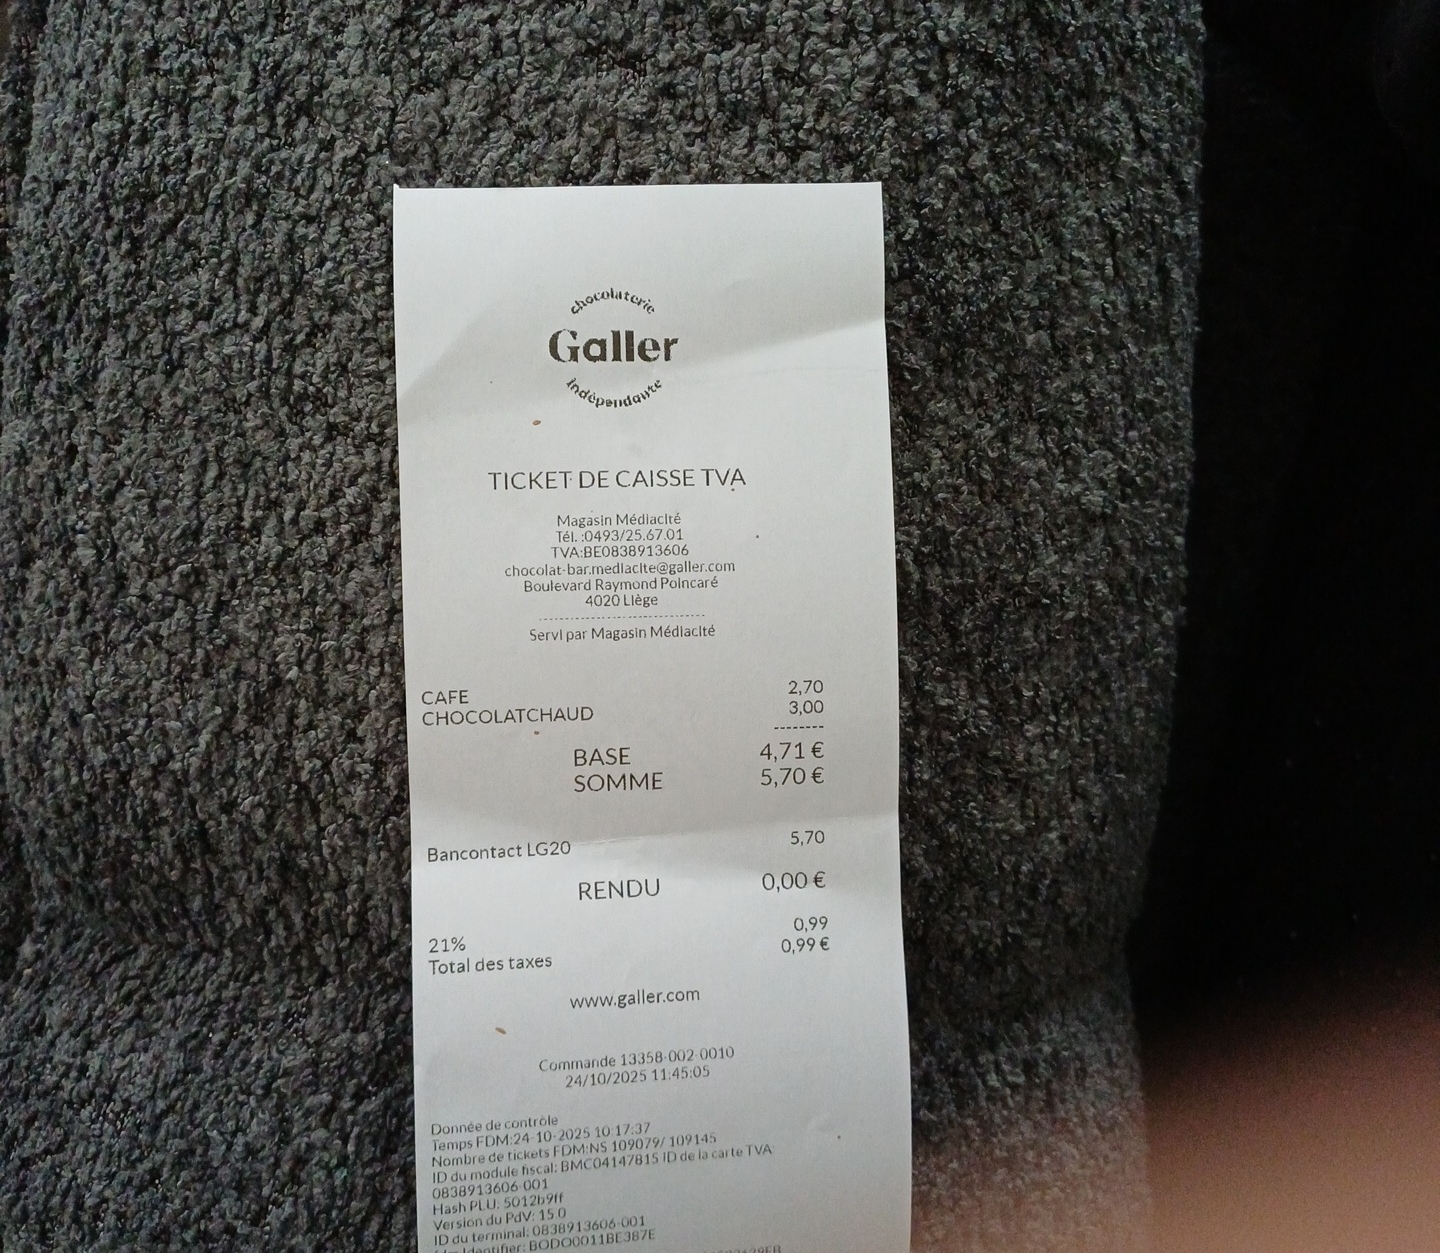 chocolaterie
Galler
indépendante
TICKET DE CAISSE TVA
Magasin Médiacité
Tél. :0493/25.67.01
TVA:BE0838913606
chocolat-bar.mediacite@galler.com
Boulevard Raymond Poincaré
4020 Liège
Servi par Magasin Médiacité
CAFE 2,70
CHOCOLATCHAUD 3,00
BASE 4,71 €
SOMME 5,70 €
Bancontact LG20 5,70
RENDU 0,00 €
21% 0,99
Total des taxes 0,99 €
www.galler.com
Commande 13358-002-0010
24/10/2025 11:45:05
Donnée de contrôle
Temps FDM:24-10-2025 10:17:37
Nombre de tickets FDM:NS 109079/ 109145
ID du module fiscal: BMC04147815 ID de la carte TVA:
0838913606-001
Hash PLU: 5012b9ff
Version du PdV: 15.0
ID du terminal: 0838913606-001
Identifier: BODO0011BE387E